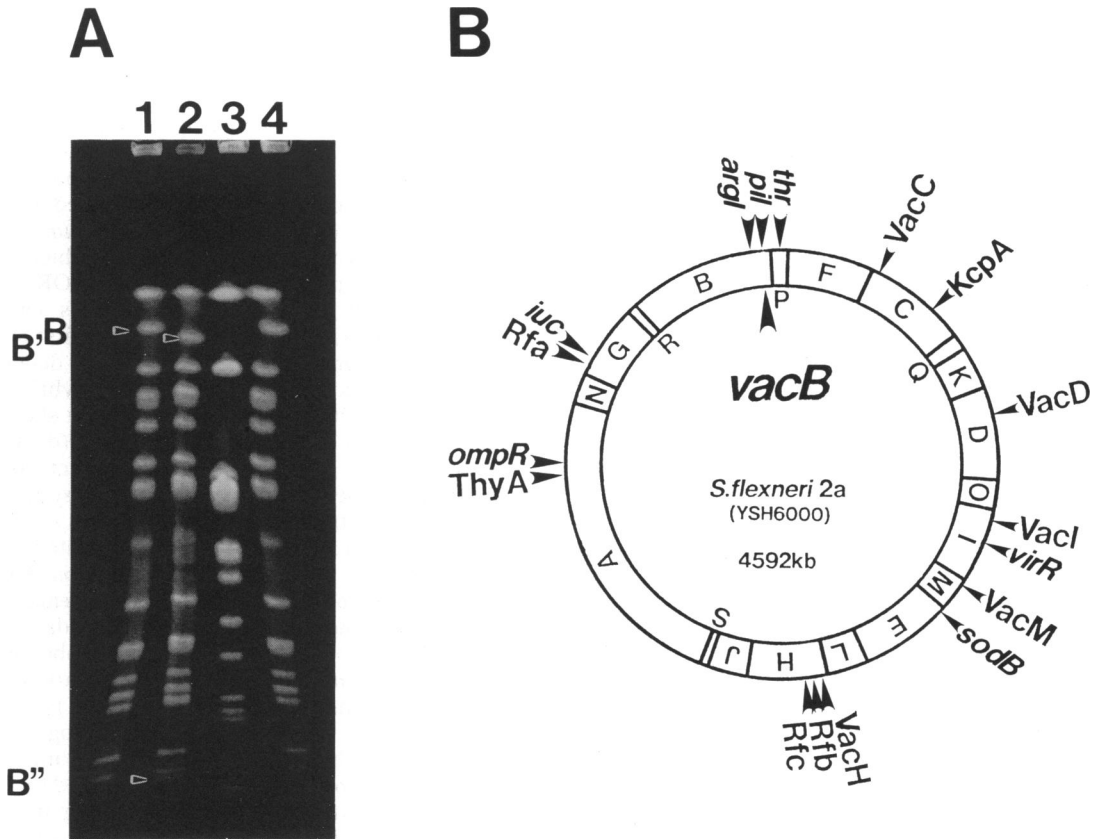 A
B
1 2 3 4
B'
B
B"
argI
pil
thr
VacC
KcpA
VacD
VacI
virR
VacM
sodB
VacH
Rfb
Rfc
ThyA
ompR
Rfa
iuc
B
P
F
C
Q
K
D
O
I
M
E
L
H
J
S
A
N
G
R
vacB
S.flexneri 2a
(YSH6000)
4592kb